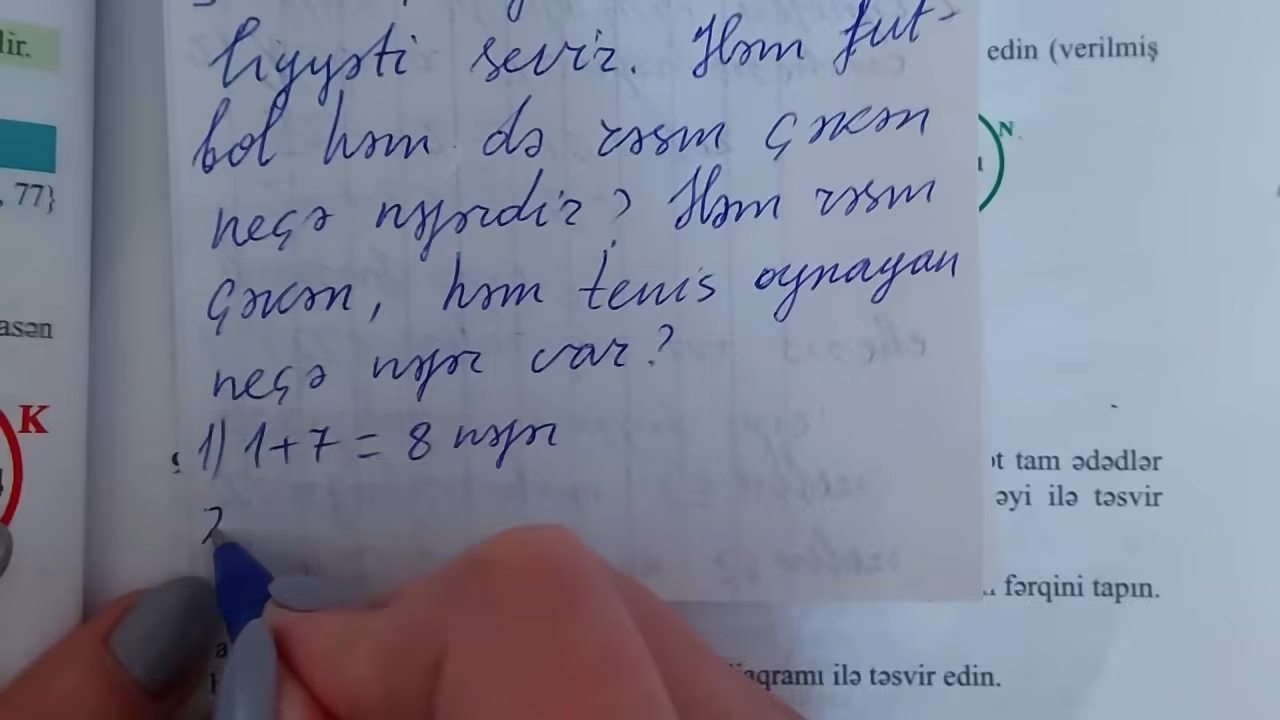 liyyəti sevir. Həm fut-
bol həm də rəsm çəkən
neçə nəfərdir? Həm rəsm
çəkən, həm tenis oynayan
neçə nəfər var?
1) 1+7 = 8 nəfər
2
lir.
, 77}
asən
K
edin (verilmiş
N
tam ədədlər
əyi ilə təsvir
fərqini tapın.
a
ilə təsvir edin.